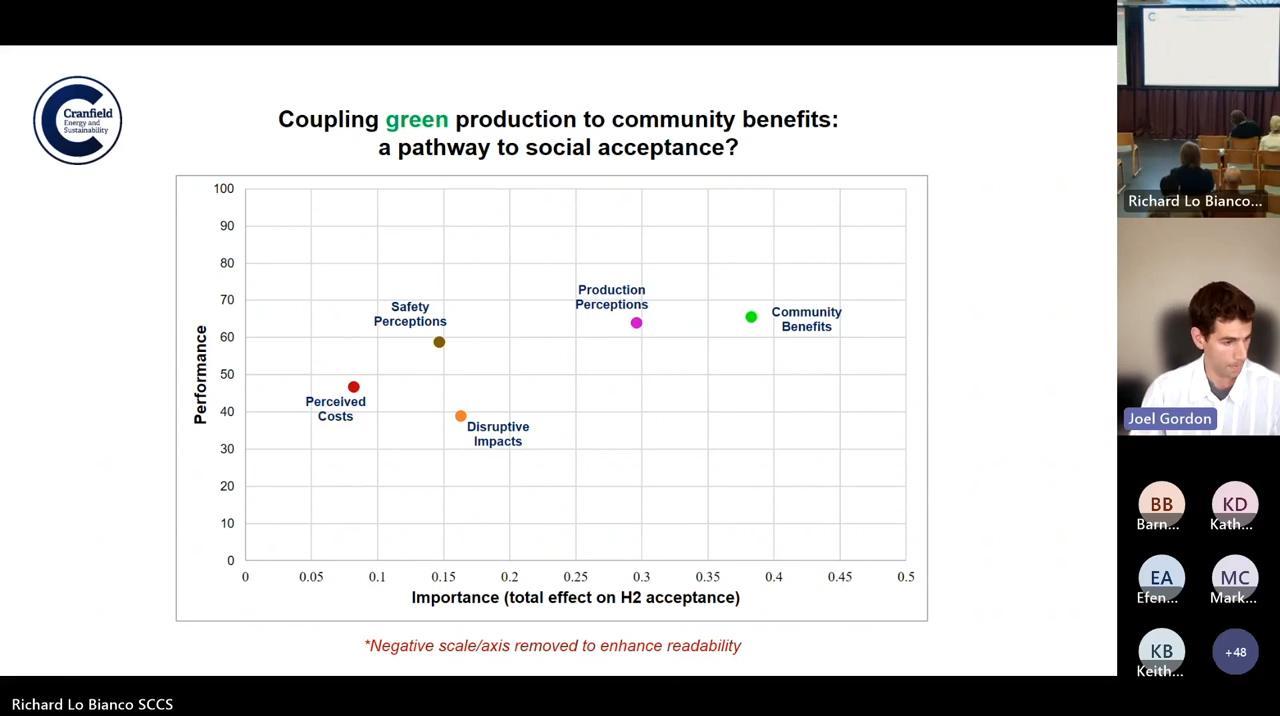 Cranfield
Energy and
Sustainability
Coupling green production to community benefits:
a pathway to social acceptance?
100
90
80
70
60
50
40
30
20
10
0
Performance
Safety
Perceptions
Production
Perceptions
Community
Benefits
Perceived
Costs
Disruptive
Impacts
0 0.05 0.1 0.15 0.2 0.25 0.3 0.35 0.4 0.45 0.5
Importance (total effect on H2 acceptance)
*Negative scale/axis removed to enhance readability
Richard Lo Bianco SCCS
Richard Lo Bianco...
Joel Gordon
BB
Barn...
KD
Kath...
EA
Efen...
MC
Mark...
KB
Keith...
+48